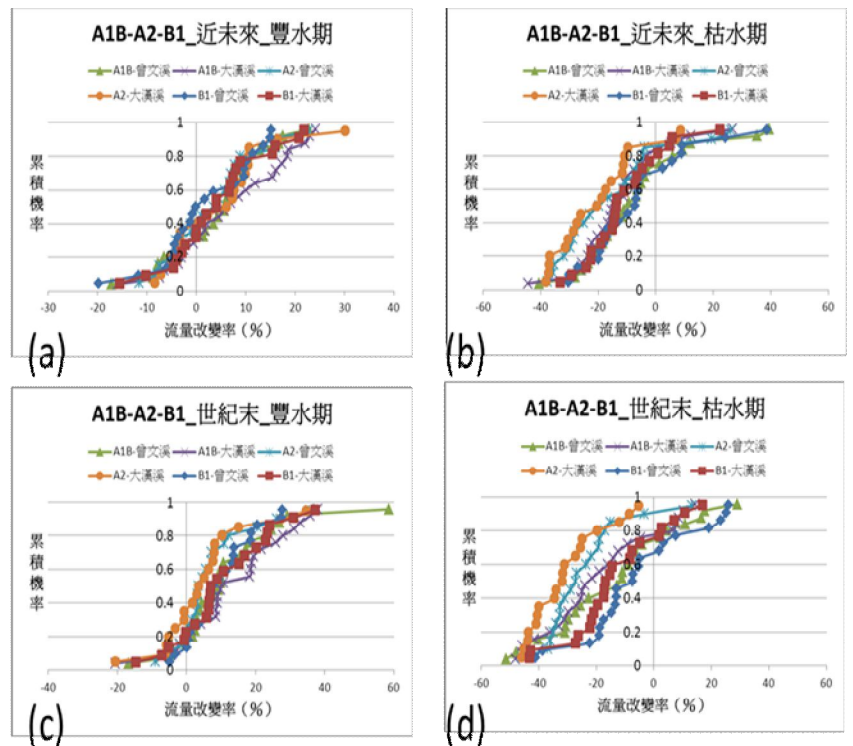 A1B-A2-B1_近未來_豐水期
A1B-曾文溪 A1B-大漢溪 A2-曾文溪
A2-大漢溪 B1-曾文溪 B1-大漢溪
累積機率
1
0.8
0.6
0.4
0.2
0
-30 -20 -10 0 10 20 30 40
流量改變率（%）
(a)
A1B-A2-B1_近未來_枯水期
A1B-曾文溪 A1B-大漢溪 A2-曾文溪
A2-大漢溪 B1-曾文溪 B1-大漢溪
累積機率
1
0.8
0.6
0.4
0.2
0
-60 -40 -20 0 20 40 60
流量改變率（%）
(b)
A1B-A2-B1_世紀末_豐水期
A1B-曾文溪 A1B-大漢溪 A2-曾文溪
A2-大漢溪 B1-曾文溪 B1-大漢溪
累積機率
1
0.8
0.6
0.4
0.2
0
-40 -20 0 20 40 60
流量改變率（%）
(c)
A1B-A2-B1_世紀末_枯水期
A1B-曾文溪 A1B-大漢溪 A2-曾文溪
A2-大漢溪 B1-曾文溪 B1-大漢溪
累積機率
1
0.8
0.6
0.4
0.2
0
-60 -40 -20 0 20 40
流量改變率（%）
(d)